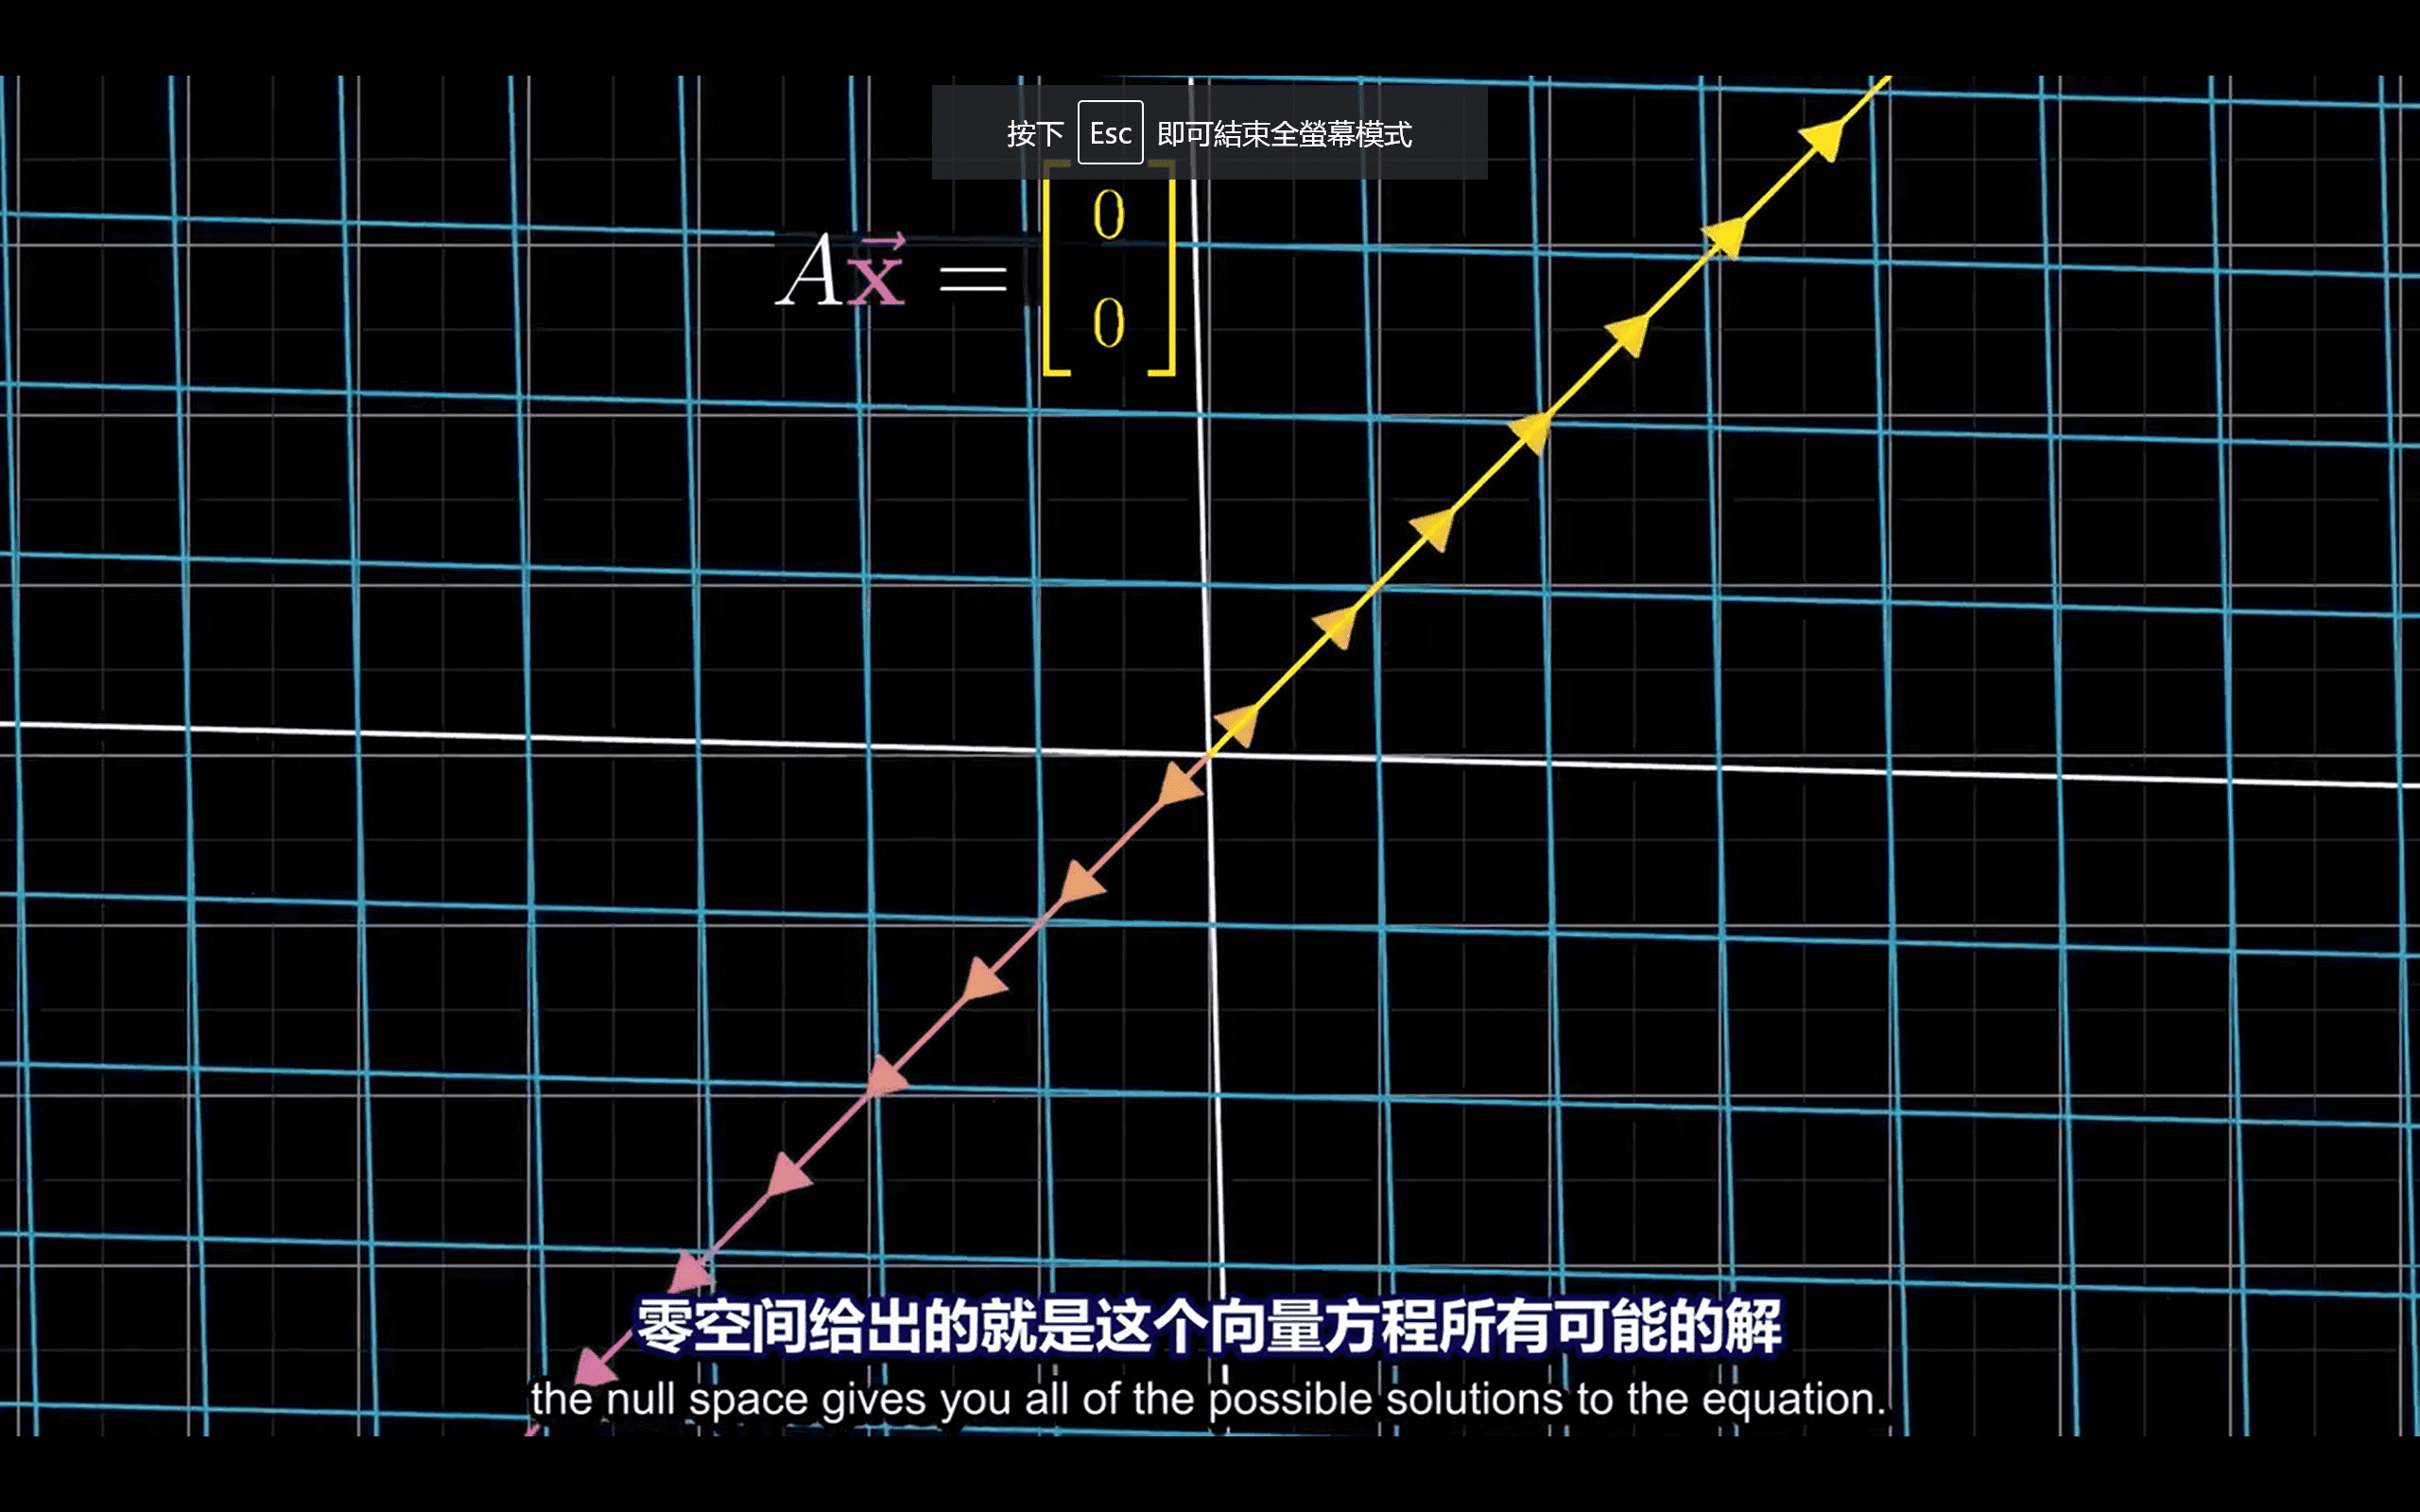 按下 Esc 即可結束全螢幕模式
A\vec{x} = \begin{bmatrix} 0 \\ 0 \end{bmatrix}
零空间给出的就是这个向量方程所有可能的解
the null space gives you all of the possible solutions to the equation.